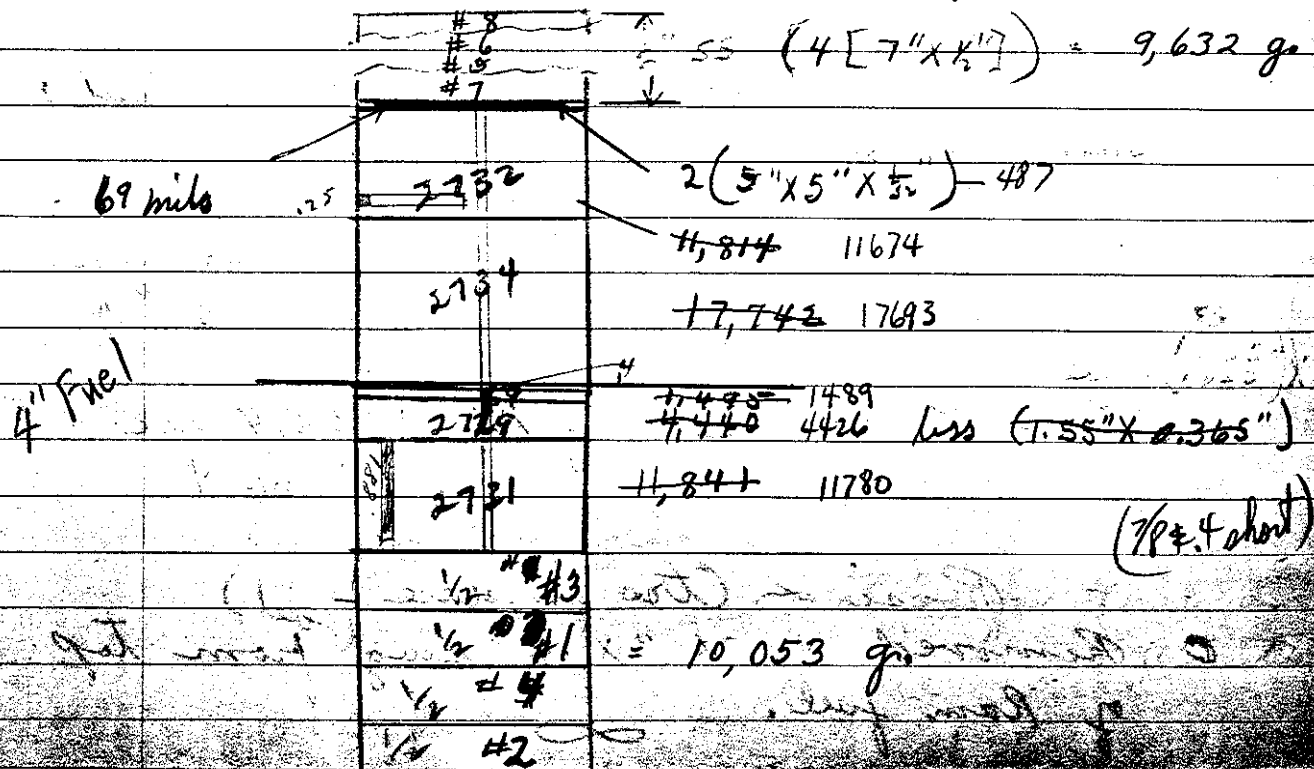 #8
#6
#5
#7
SS (4 [7" X ½"]) = 9,632 g.
69 mils
.25
2732
2(5" X 5" X 1/32") — 487
11,814 11674
2734
17,742 17693
4" Fuel
1489
2729
4,440 4426 less (1.55" X 0.365")
.881
2731
11,841 11780
(7/8 & .4 short)
½ #3
½ #1
= 10,053 g.
½ #4
½ #2